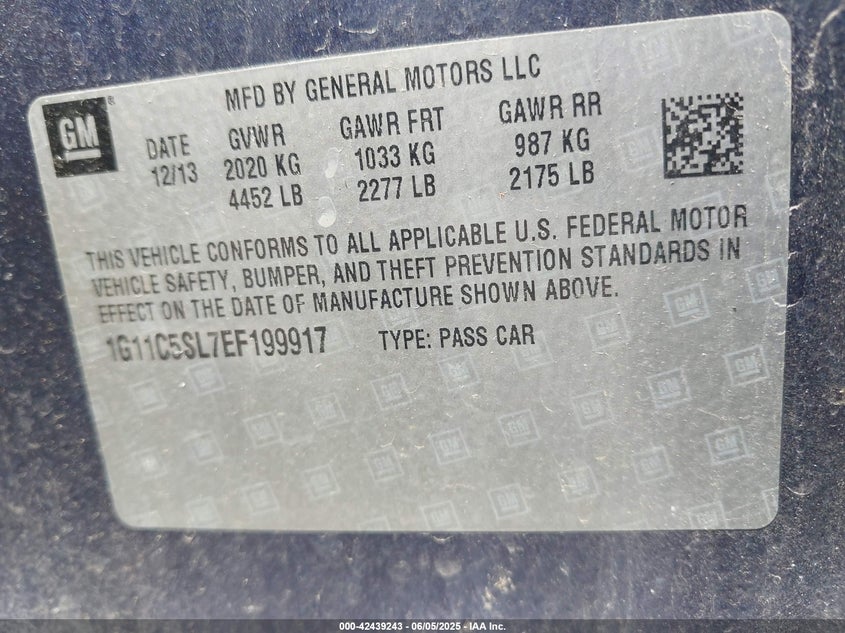 MFD BY GENERAL MOTORS LLC
GM
DATE GVWR GAWR FRT GAWR RR
12/13 2020 KG 1033 KG 987 KG
4452 LB 2277 LB 2175 LB
THIS VEHICLE CONFORMS TO ALL APPLICABLE U.S. FEDERAL MOTOR
VEHICLE SAFETY, BUMPER, AND THEFT PREVENTION STANDARDS IN
EFFECT ON THE DATE OF MANUFACTURE SHOWN ABOVE.
1G11C5SL7EF199917 TYPE: PASS CAR
000-42439243 - 06/05/2025 - IAA Inc.